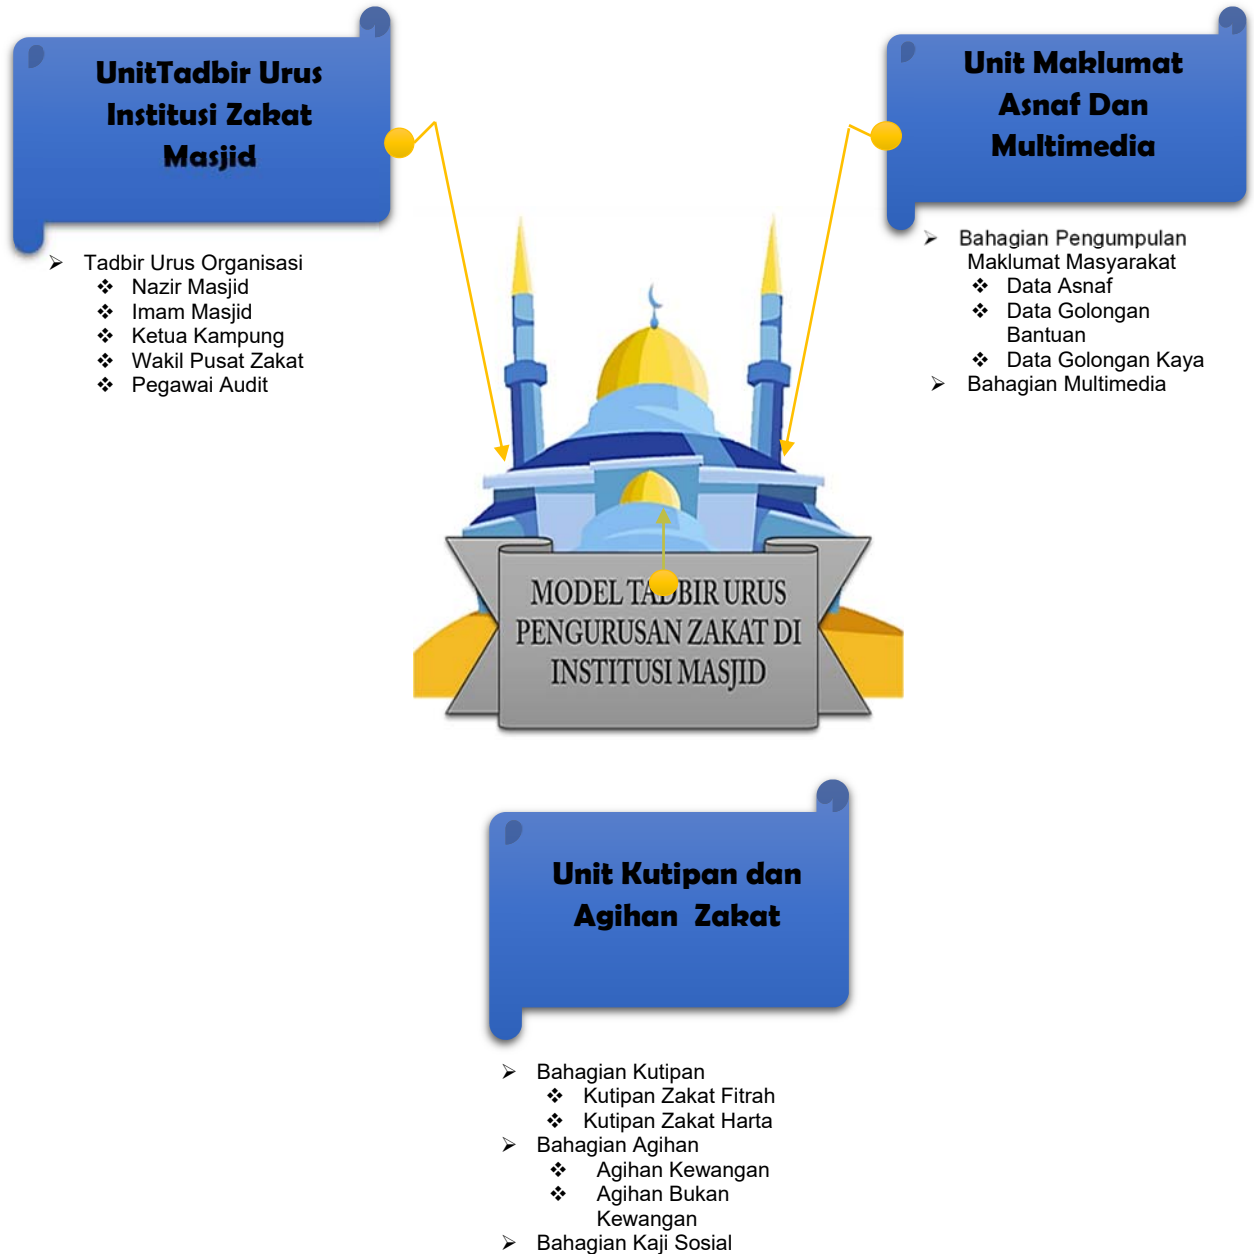 UnitTadbir Urus
Institusi Zakat
Masjid
➢ Tadbir Urus Organisasi
❖ Nazir Masjid
❖ Imam Masjid
❖ Ketua Kampung
❖ Wakil Pusat Zakat
❖ Pegawai Audit
Unit Maklumat
Asnaf Dan
Multimedia
➢ Bahagian Pengumpulan
Maklumat Masyarakat
❖ Data Asnaf
❖ Data Golongan
Bantuan
❖ Data Golongan Kaya
➢ Bahagian Multimedia
MODEL TADBIR URUS
PENGURUSAN ZAKAT DI
INSTITUSI MASJID
Unit Kutipan dan
Agihan Zakat
➢ Bahagian Kutipan
❖ Kutipan Zakat Fitrah
❖ Kutipan Zakat Harta
➢ Bahagian Agihan
❖ Agihan Kewangan
❖ Agihan Bukan
Kewangan
➢ Bahagian Kaji Sosial